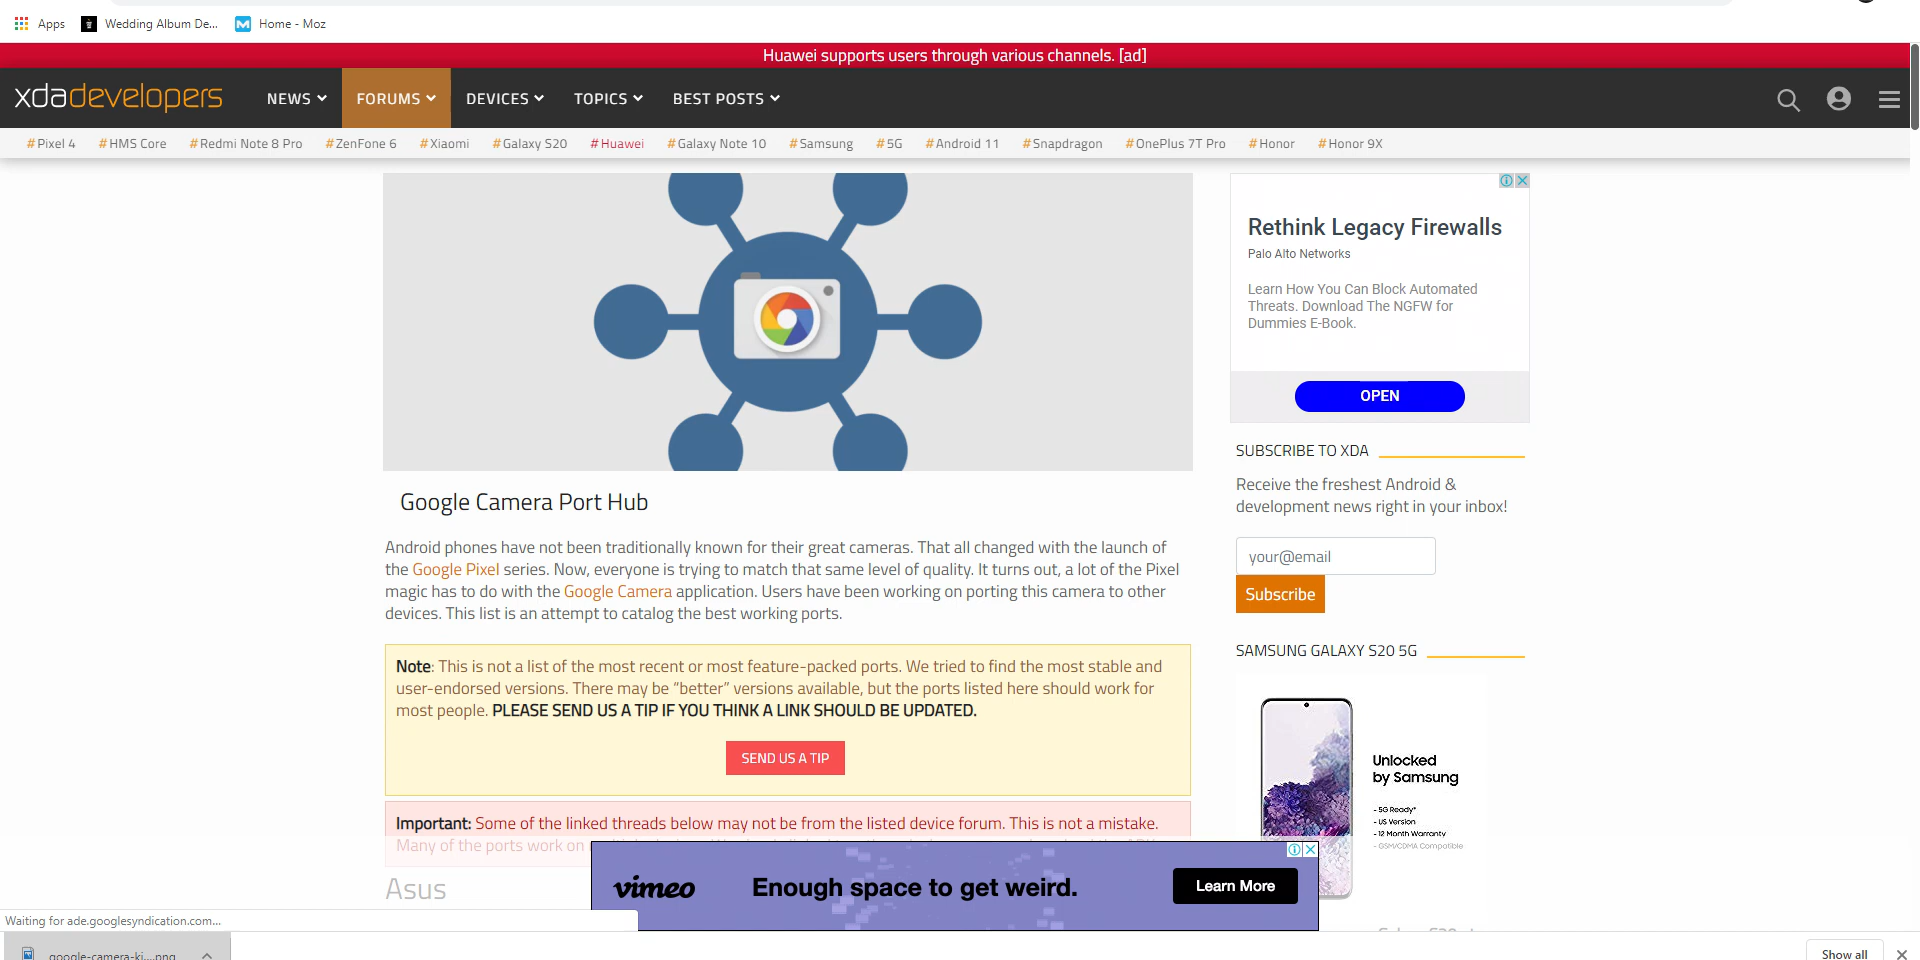 Apps
Wedding Album De...
Home - Moz
Huawei supports users through various channels. [ad]
xdadevelopers
NEWS
FORUMS
DEVICES
TOPICS
BEST POSTS
#Pixel 4
#HMS Core
#Redmi Note 8 Pro
#ZenFone 6
#Xiaomi
#Galaxy S20
#Huawei
#Galaxy Note 10
#Samsung
#5G
#Android 11
#Snapdragon
#OnePlus 7T Pro
#Honor
#Honor 9X
Google Camera Port Hub
Android phones have not been traditionally known for their great cameras. That all changed with the launch of
the Google Pixel series. Now, everyone is trying to match that same level of quality. It turns out, a lot of the Pixel
magic has to do with the Google Camera application. Users have been working on porting this camera to other
devices. This list is an attempt to catalog the best working ports.
Note: This is not a list of the most recent or most feature-packed ports. We tried to find the most stable and
user-endorsed versions. There may be “better” versions available, but the ports listed here should work for
most people. PLEASE SEND US A TIP IF YOU THINK A LINK SHOULD BE UPDATED.
SEND US A TIP
Important: Some of the linked threads below may not be from the listed device forum. This is not a mistake.
Many of the ports work on
Asus
Rethink Legacy Firewalls
Palo Alto Networks
Learn How You Can Block Automated
Threats. Download The NGFW for
Dummies E-Book.
OPEN
SUBSCRIBE TO XDA
Receive the freshest Android &
development news right in your inbox!
your@email
Subscribe
SAMSUNG GALAXY S20 5G
Unlocked
by Samsung
- 5G Ready*
- US Version
- 12 Month Warranty
- GSM/CDMA Compatible
vimeo
Enough space to get weird.
Learn More
Waiting for ade.googlesyndication.com...
google-camera-ki....png
Show all